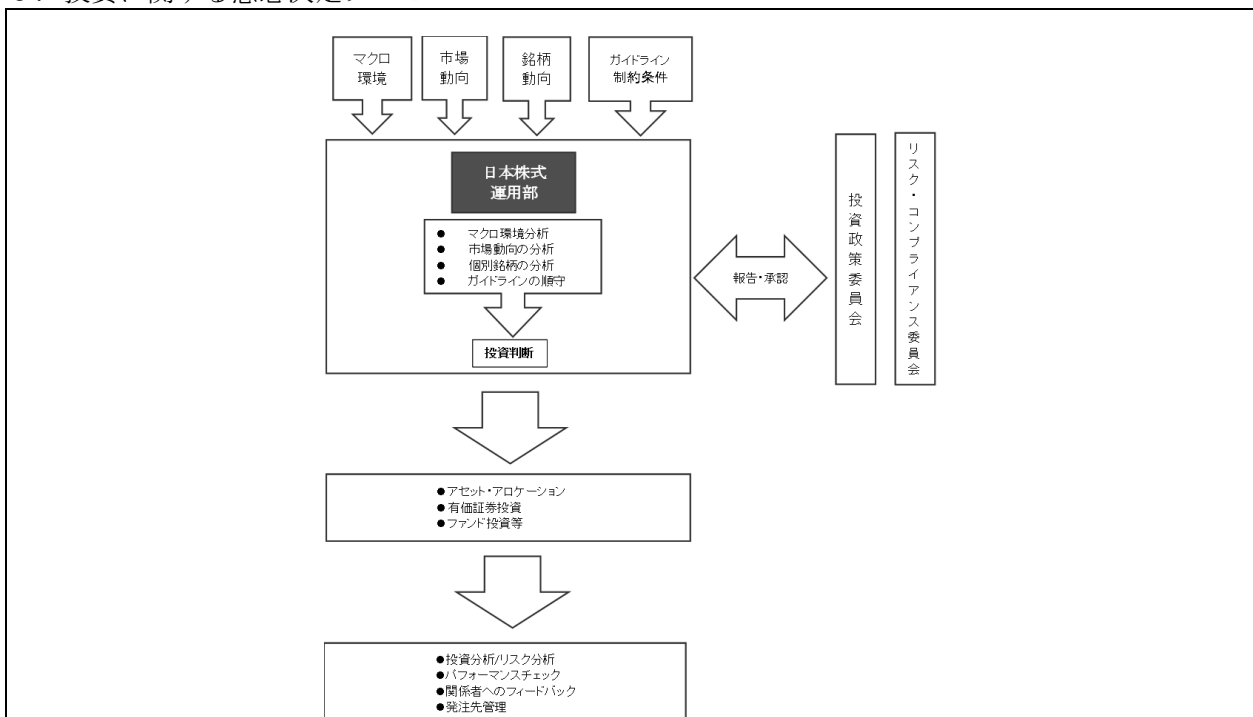 マクロ
環境
市場
動向
銘柄
動向
ガイドライン
制約条件
日本株式
運用部
● マクロ環境分析
● 市場動向の分析
● 個別銘柄の分析
● ガイドラインの順守
投資判断
報告・承認
投資政策委員会
リスク・コンプライアンス委員会
●アセット・アロケーション
●有価証券投資
●ファンド投資等
●投資分析/リスク分析
●パフォーマンスチェック
●関係者へのフィードバック
●発注先管理